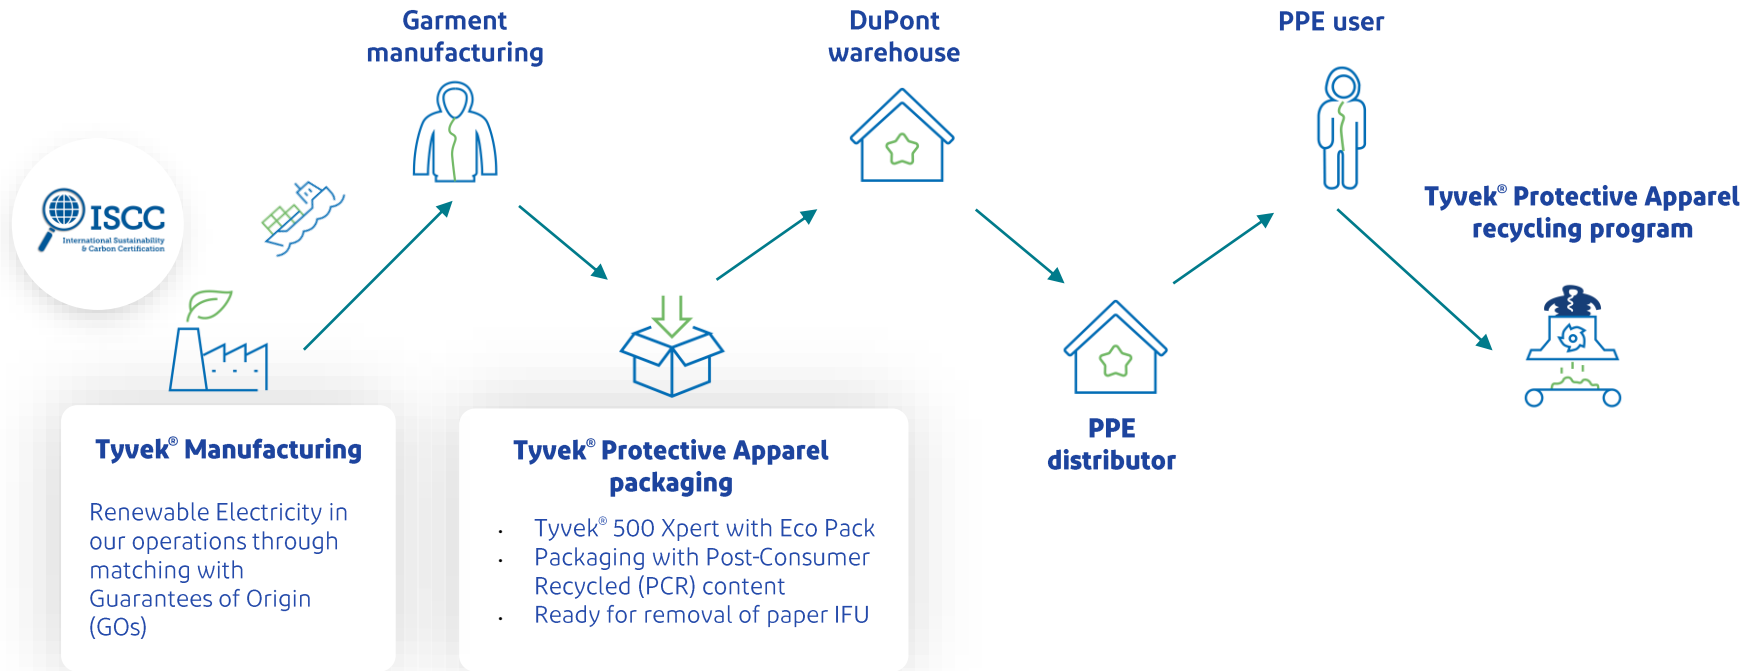 Garment
manufacturing
DuPont
warehouse
PPE user
ISCC
International Sustainability
& Carbon Certification
Tyvek® Protective Apparel
recycling program
Tyvek® Manufacturing
Renewable Electricity in
our operations through
matching with
Guarantees of Origin
(GOs)
Tyvek® Protective Apparel
packaging
• Tyvek® 500 Xpert with Eco Pack
• Packaging with Post-Consumer
Recycled (PCR) content
• Ready for removal of paper IFU
PPE
distributor